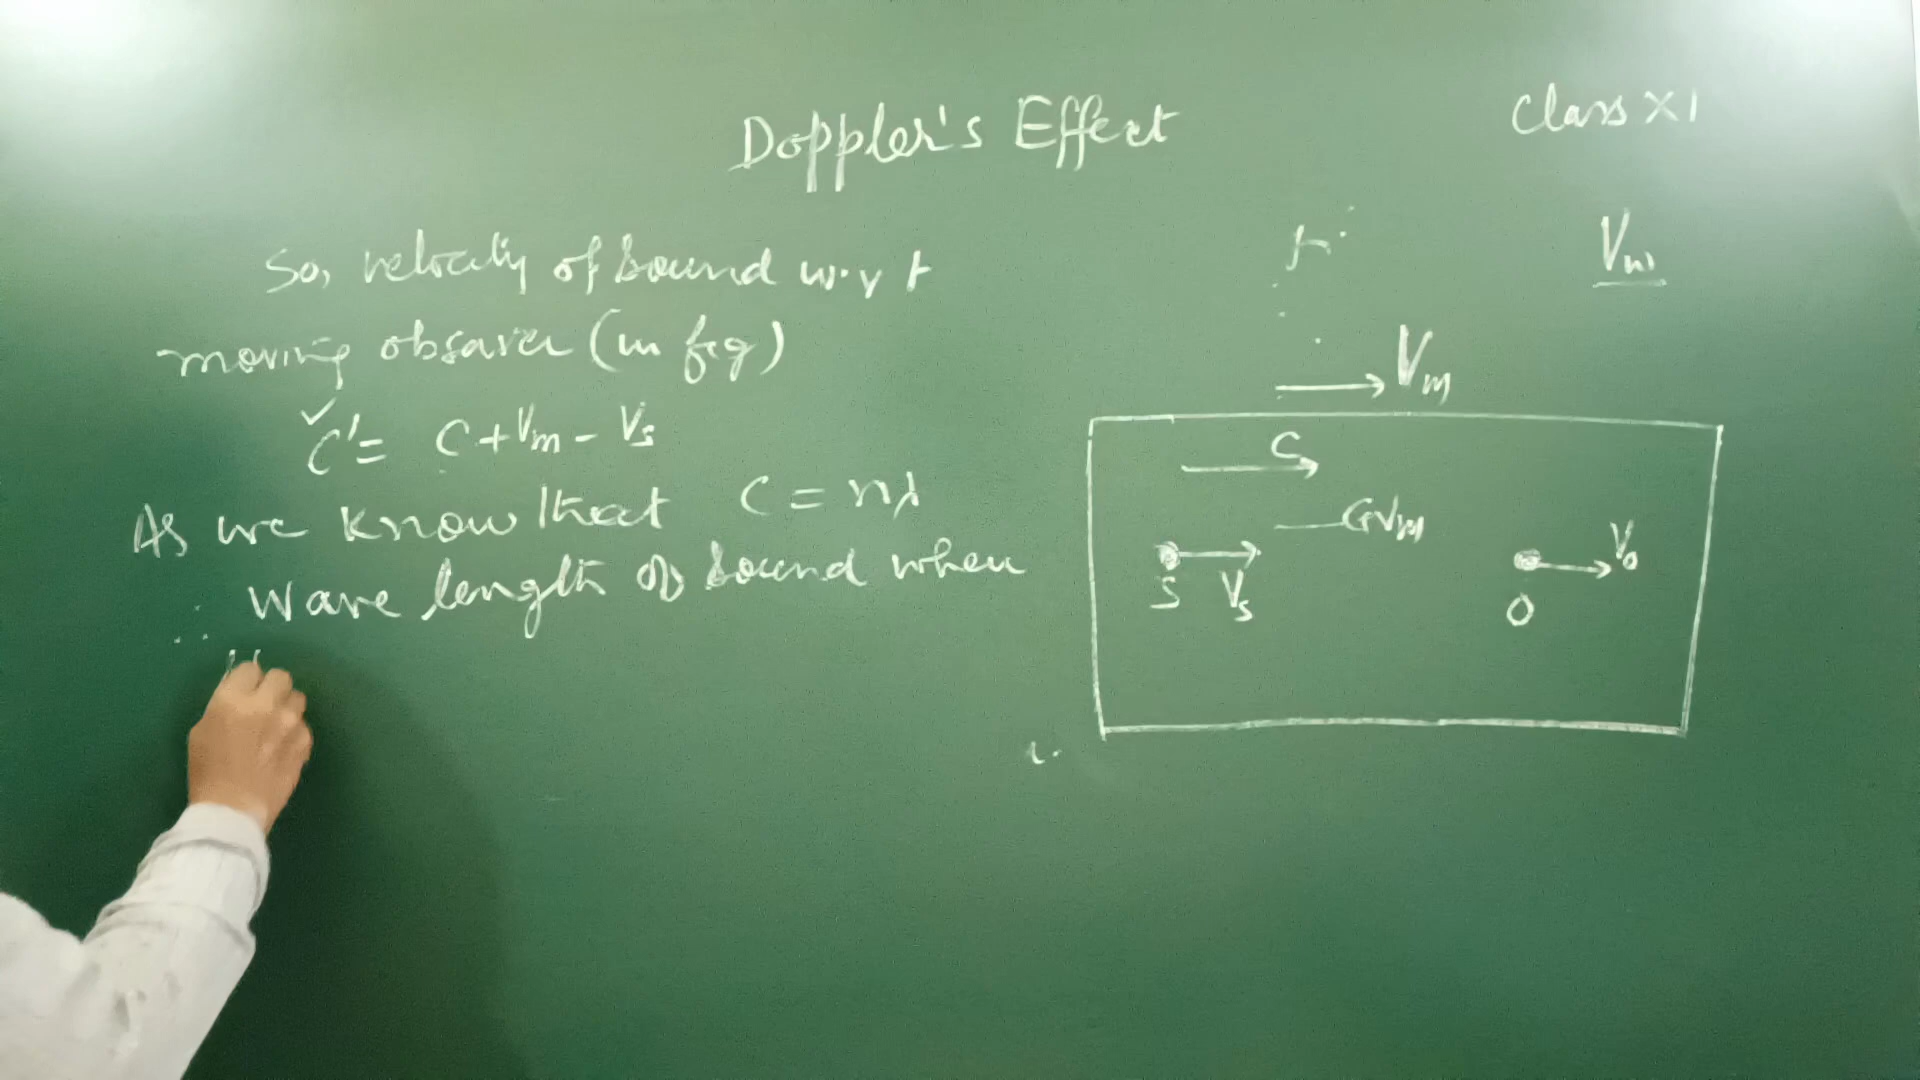 Doppler's Effect
Class XI
So, velocity of sound w.r t
moving obsarer (in fig)
C' = C + Vm - Vs
As we know that C = nλ
∴ Wave length of sound when
Vm
Vm
C
Vm
S Vs
O Vo